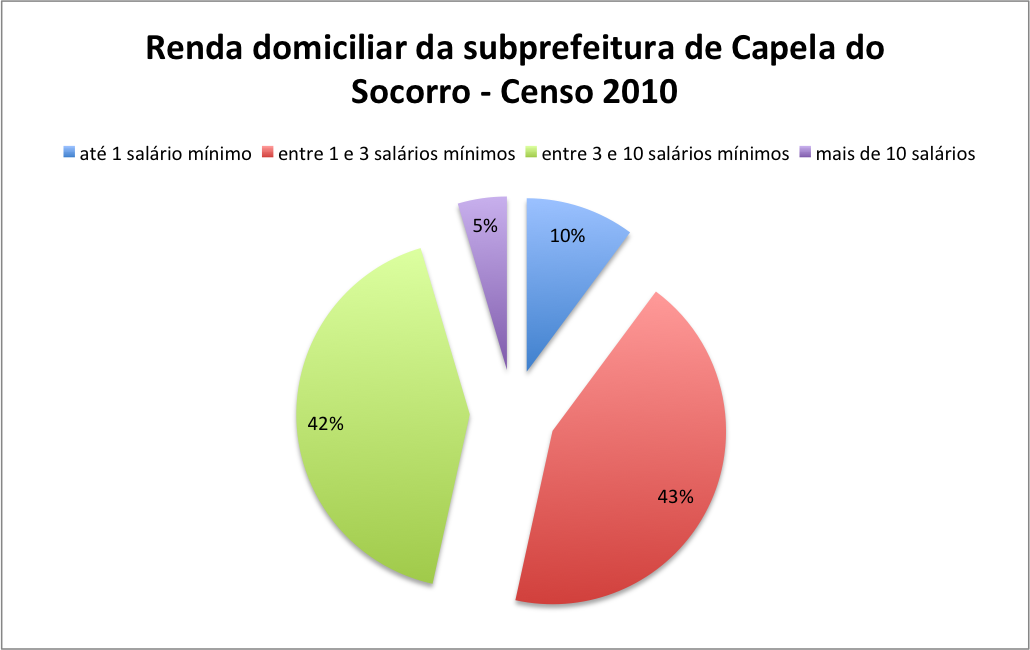 Renda domiciliar da subprefeitura de Capela do
Socorro - Censo 2010
até 1 salário mínimo entre 1 e 3 salários mínimos entre 3 e 10 salários mínimos mais de 10 salários
5%
10%
42%
43%